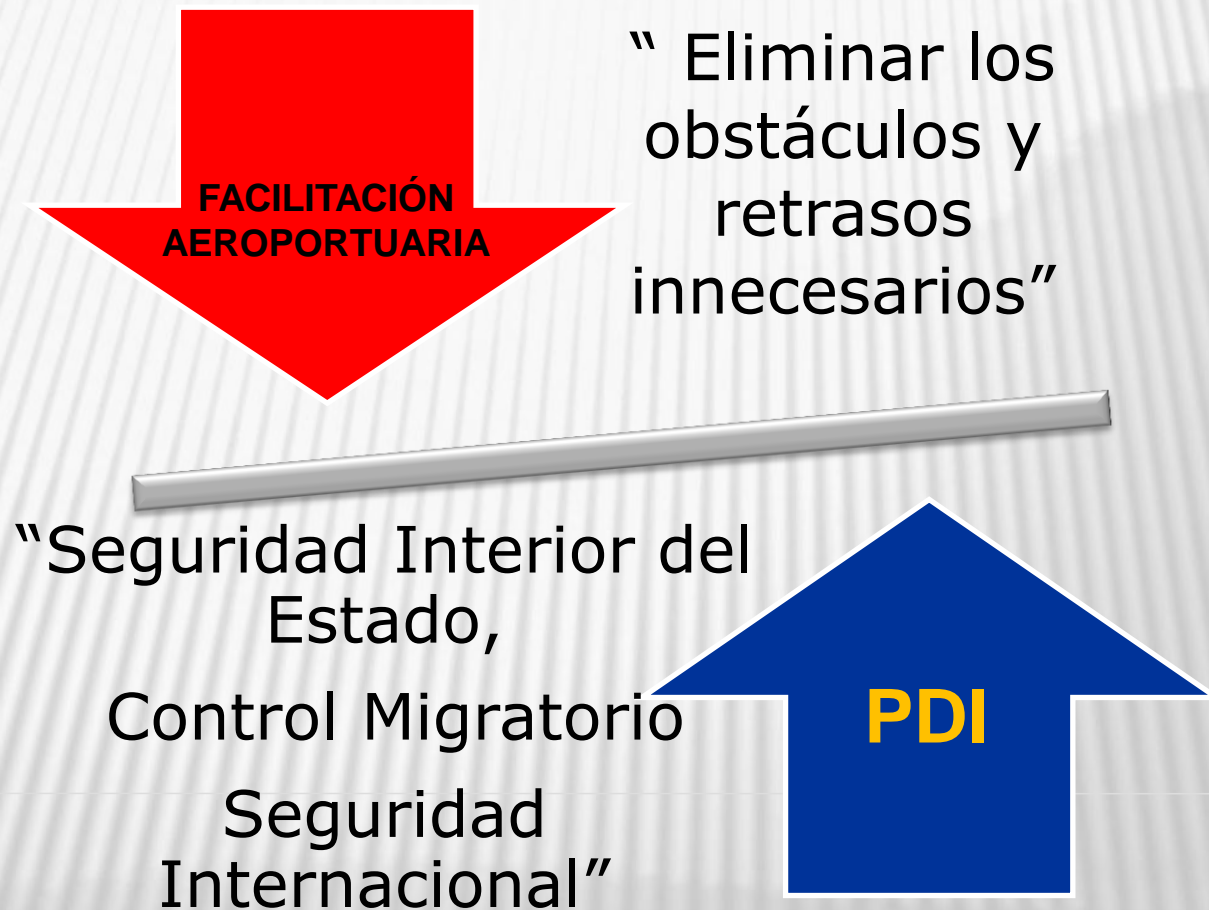 FACILITACIÓN
AEROPORTUARIA
“ Eliminar los
obstáculos y
retrasos
innecesarios”
“Seguridad Interior del
Estado,
Control Migratorio
Seguridad
Internacional”
PDI